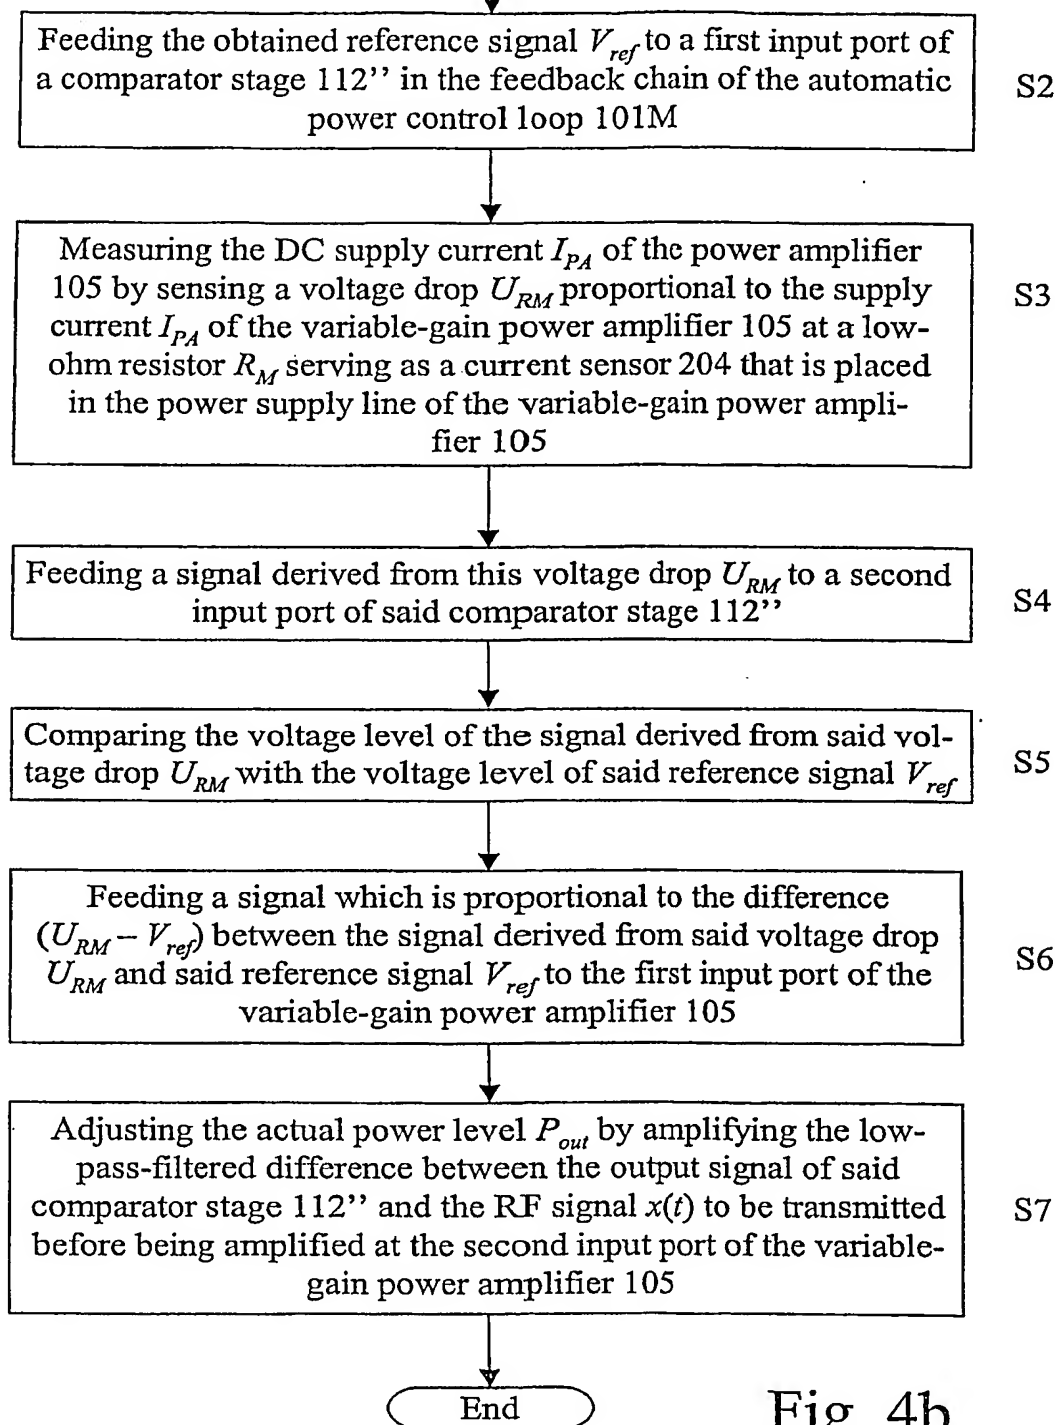 Feeding the obtained reference signal V_ref to a first input port of
a comparator stage 112’’ in the feedback chain of the automatic
power control loop 101M
S2
Measuring the DC supply current I_PA of the power amplifier
105 by sensing a voltage drop U_RM proportional to the supply
current I_PA of the variable-gain power amplifier 105 at a low-
ohm resistor R_M serving as a current sensor 204 that is placed
in the power supply line of the variable-gain power ampli-
fier 105
S3
Feeding a signal derived from this voltage drop U_RM to a second
input port of said comparator stage 112’’
S4
Comparing the voltage level of the signal derived from said vol-
tage drop U_RM with the voltage level of said reference signal V_ref
S5
Feeding a signal which is proportional to the difference
(U_RM – V_ref) between the signal derived from said voltage drop
U_RM and said reference signal V_ref to the first input port of the
variable-gain power amplifier 105
S6
Adjusting the actual power level P_out by amplifying the low-
pass-filtered difference between the output signal of said
comparator stage 112’’ and the RF signal x(t) to be transmitted
before being amplified at the second input port of the variable-
gain power amplifier 105
S7
End
Fig. 4b